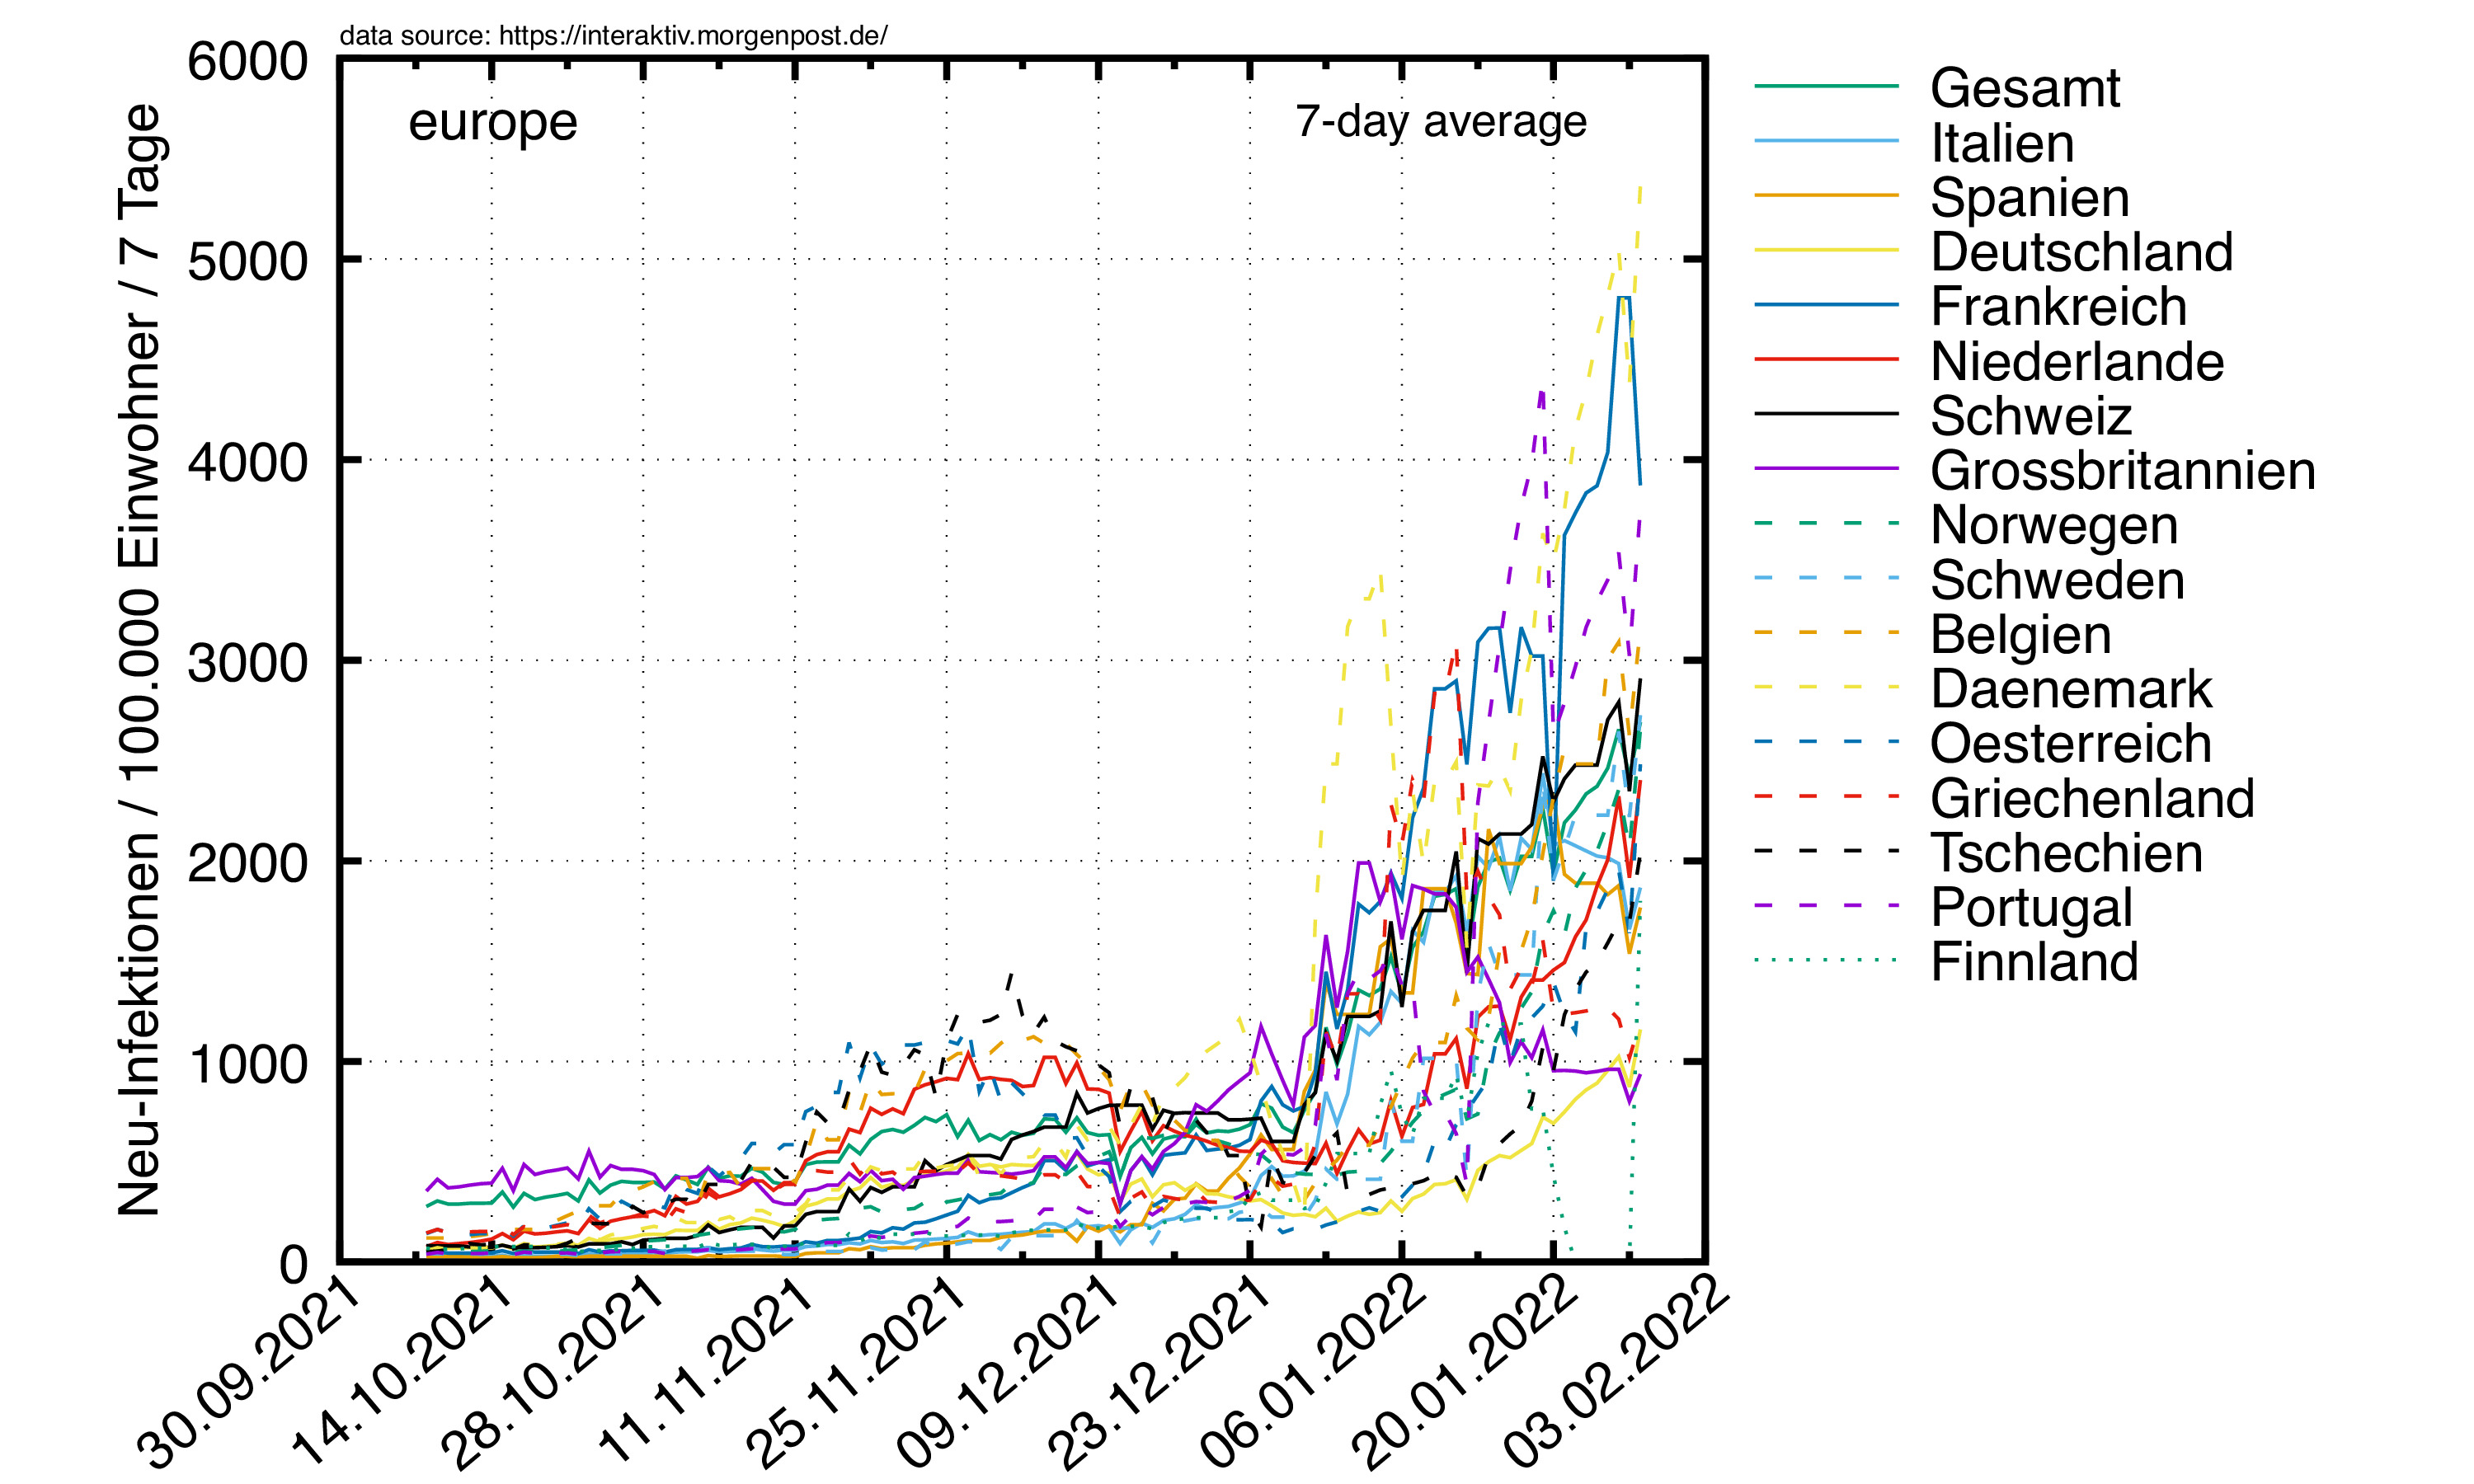 data source: https://interaktiv.morgenpost.de/
europe
7-day average
Neu-Infektionen / 100.000 Einwohner / 7 Tage
6000
5000
4000
3000
2000
1000
0
30.09.2021
14.10.2021
28.10.2021
11.11.2021
25.11.2021
09.12.2021
23.12.2021
06.01.2022
20.01.2022
03.02.2022
Gesamt
Italien
Spanien
Deutschland
Frankreich
Niederlande
Schweiz
Grossbritannien
Norwegen
Schweden
Belgien
Daenemark
Oesterreich
Griechenland
Tschechien
Portugal
Finnland